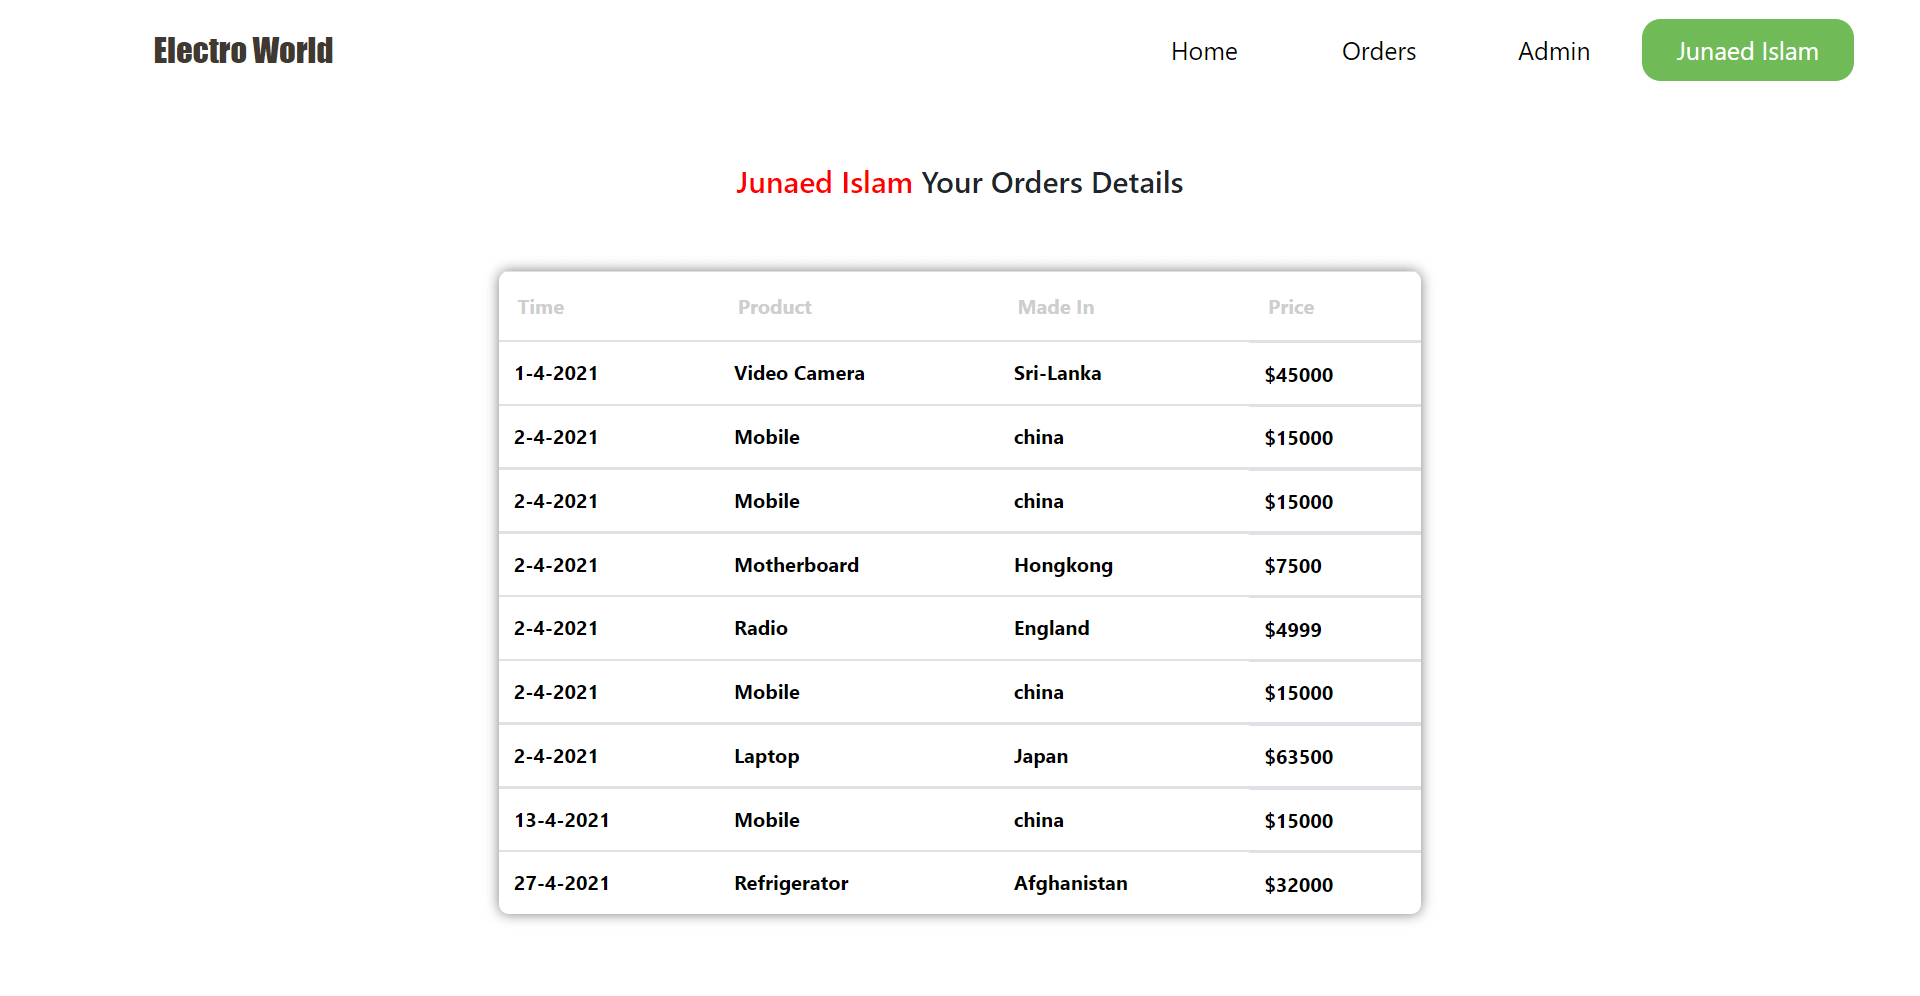 Electro World Home Orders Admin Junaed Islam
Junaed Islam Your Orders Details
Time Product Made In Price
1-4-2021 Video Camera Sri-Lanka $45000
2-4-2021 Mobile china $15000
2-4-2021 Mobile china $15000
2-4-2021 Motherboard Hongkong $7500
2-4-2021 Radio England $4999
2-4-2021 Mobile china $15000
2-4-2021 Laptop Japan $63500
13-4-2021 Mobile china $15000
27-4-2021 Refrigerator Afghanistan $32000